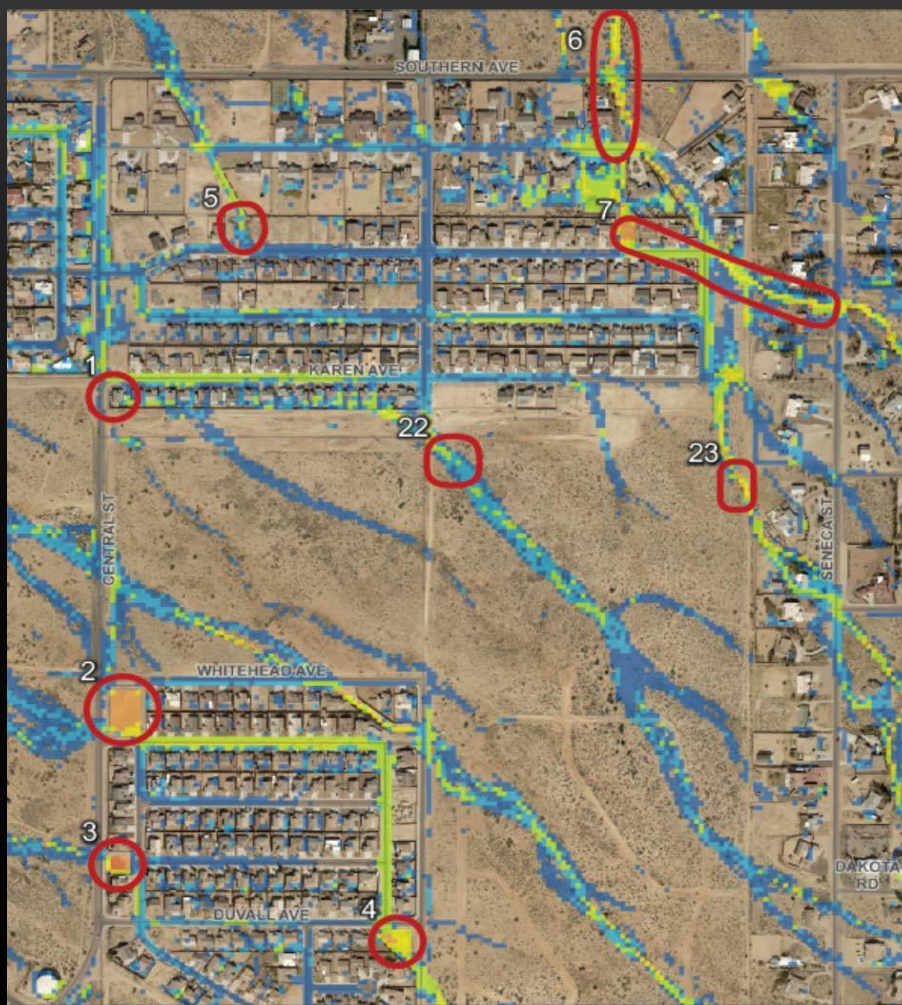 6
SOUTHERN AVE
5
7
1
KAREN AVE
22
23
CENTRAL ST
SENECA ST
WHITEHEAD AVE
2
3
DAKOTA
RD
DUVALL AVE
4